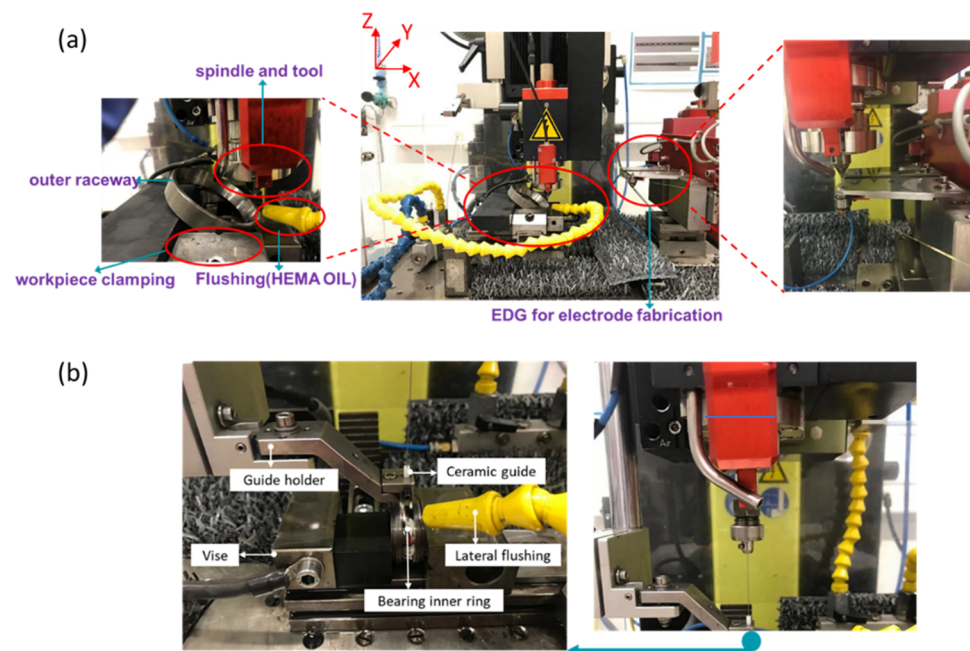 (a)
Z
Y
X
spindle and tool
outer raceway
workpiece clamping
Flushing(HEMA OIL)
EDG for electrode fabrication
Air
(b)
Guide holder
Ceramic guide
Vise
Lateral flushing
Bearing inner ring
Air